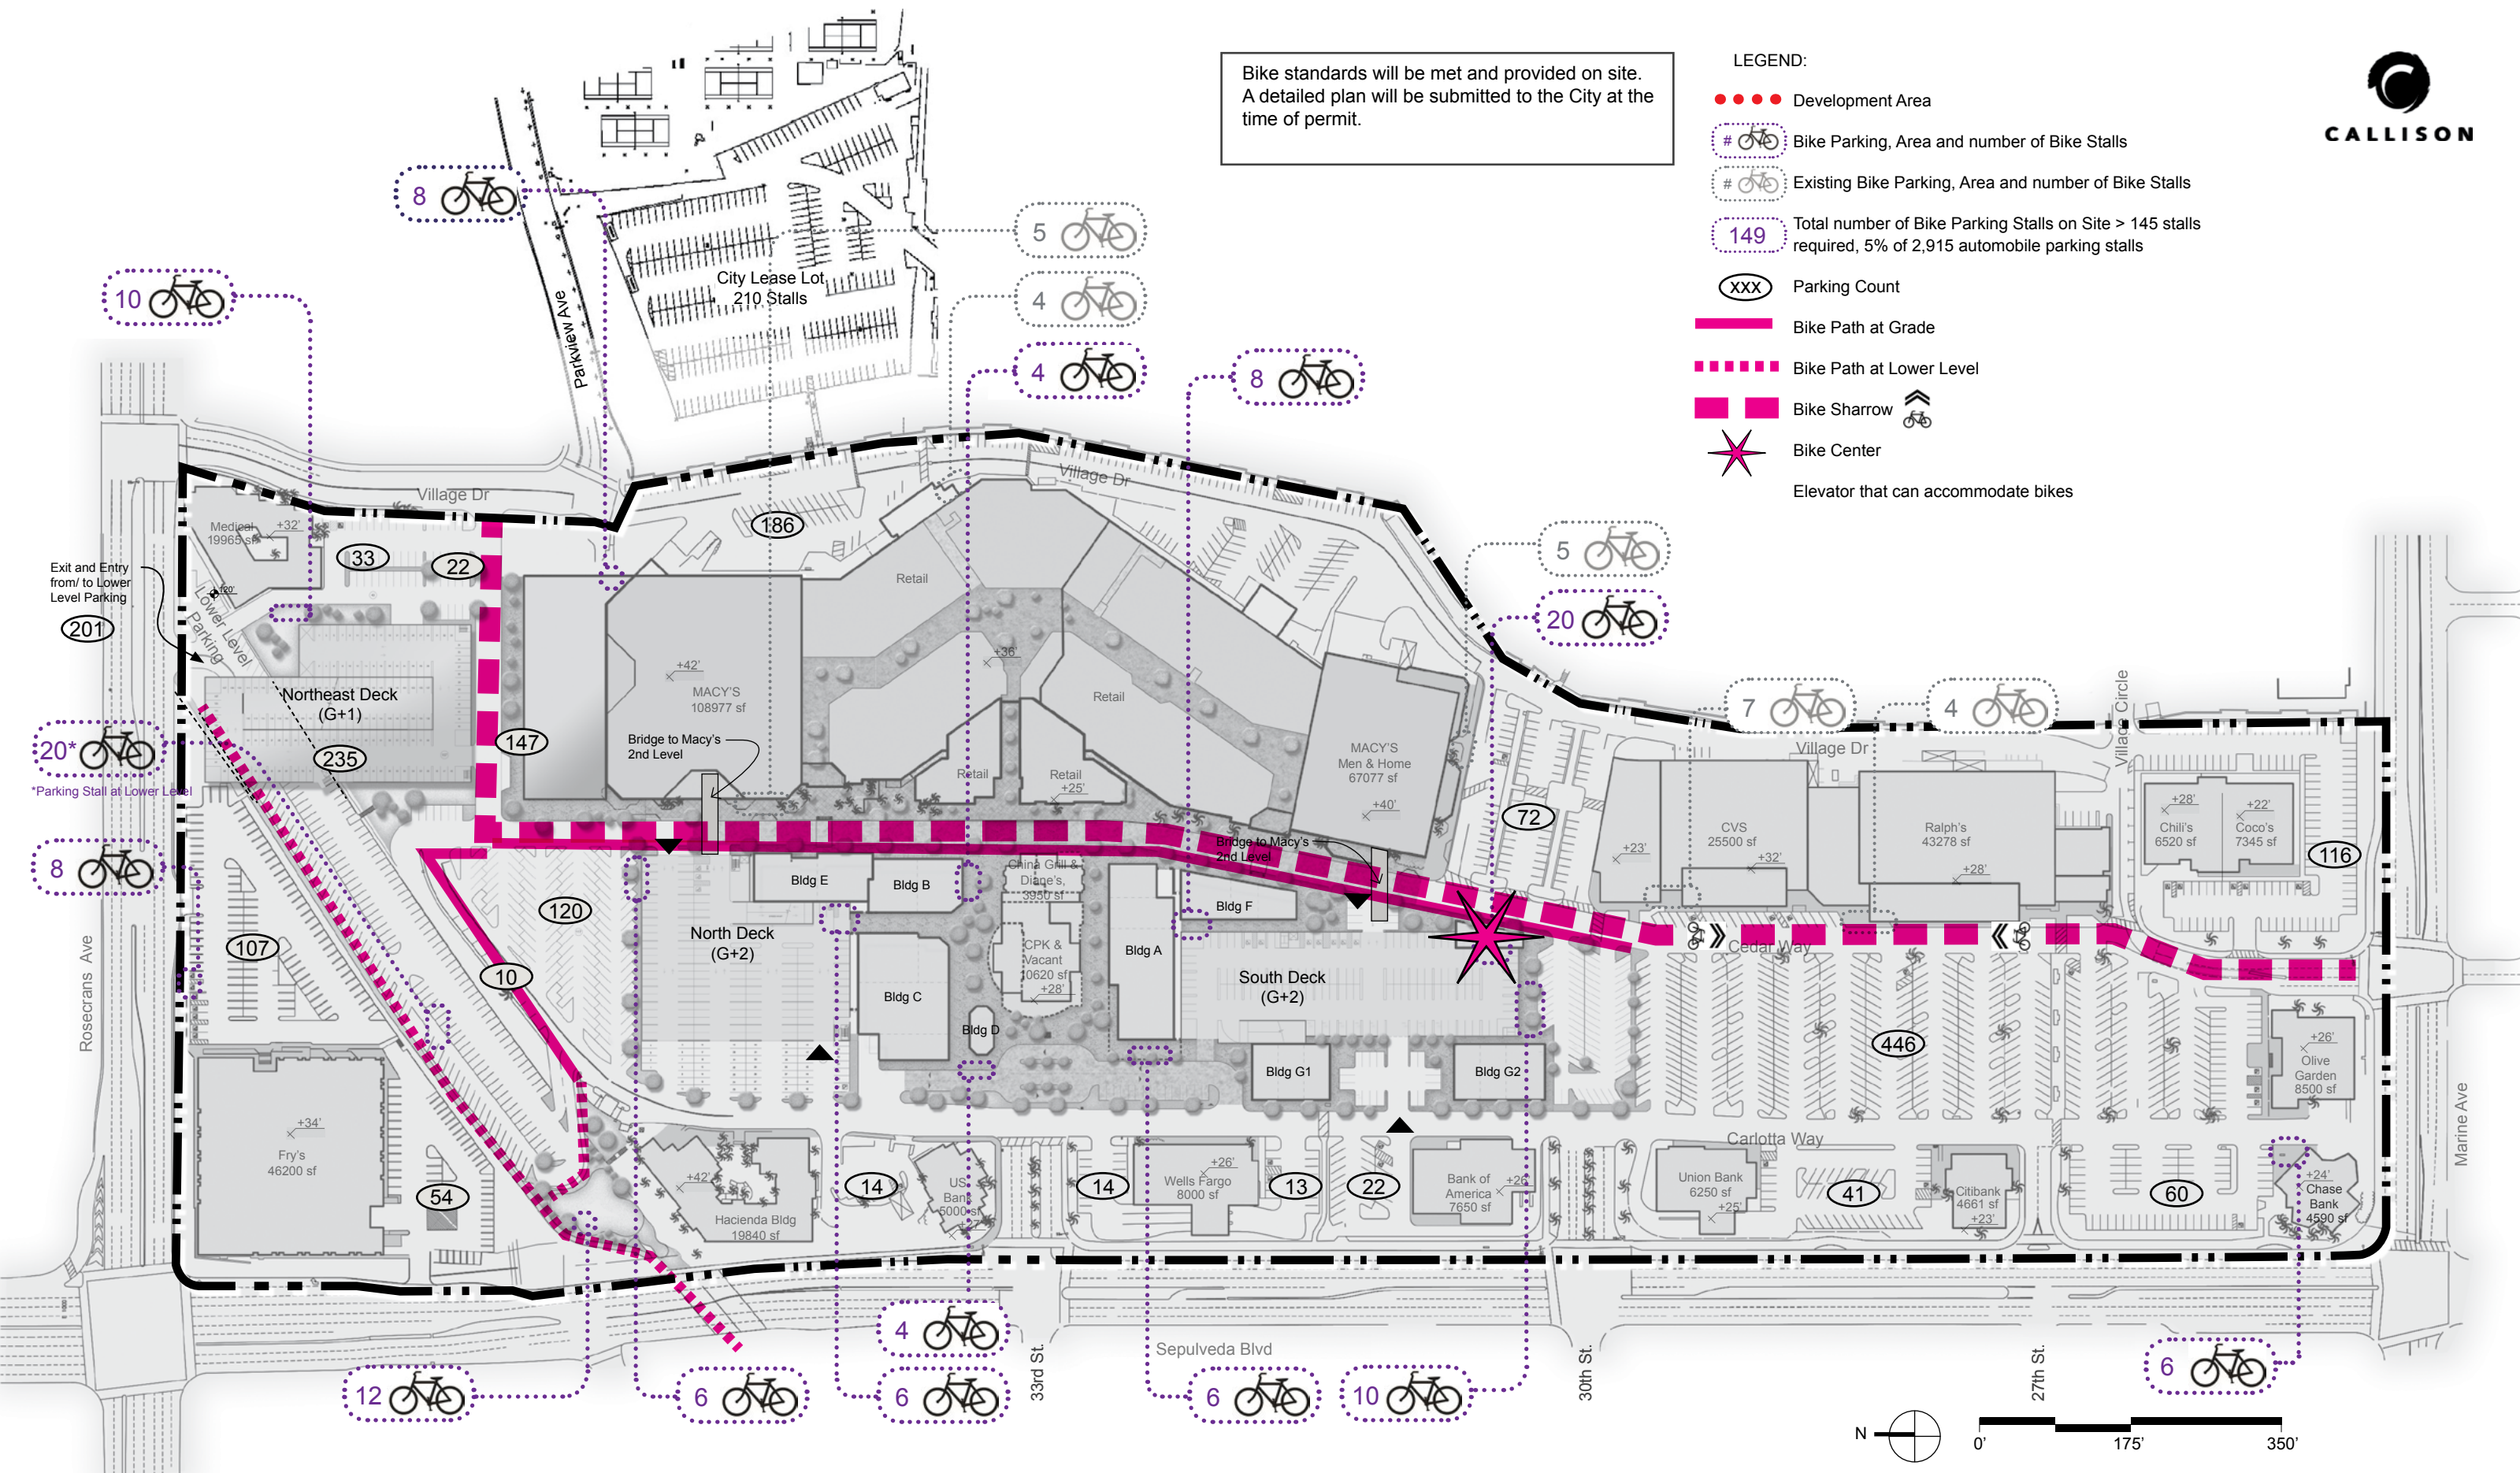 Bike standards will be met and provided on site.
A detailed plan will be submitted to the City at the
time of permit.
LEGEND:
Development Area
# Bike Parking, Area and number of Bike Stalls
# Existing Bike Parking, Area and number of Bike Stalls
149
Total number of Bike Parking Stalls on Site > 145 stalls
required, 5% of 2,915 automobile parking stalls
XXX Parking Count
Bike Path at Grade
Bike Path at Lower Level
Bike Sharrow
Bike Center
Elevator that can accommodate bikes
CALLISON
8
5
City Lease Lot
210 Stalls
Parkview Ave
10
4
4
8
Village Dr
Village Dr
Medical
19965 sf
+32'
33
22
186
5
20
Exit and Entry
from/ to Lower
Level Parking
201
+20'
Lower Level
Parking
Retail
+36'
+42'
MACY'S
108977 sf
Retail
Northeast Deck
(G+1)
235
147
Bridge to Macy's
2nd Level
Retail
Retail
+25'
MACY'S
Men & Home
67077 sf
+40'
7
4
Village Dr
Village Circle
20*
*Parking Stall at Lower Level
72
CVS
25500 sf
+23'
+32'
Ralph's
43278 sf
+28'
+28'
Chili's
6520 sf
+22'
Coco's
7345 sf
116
8
Bridge to Macy's
2nd Level
Bldg E
Bldg B
China Grill &
Diane's,
3950 sf
Bldg F
120
107
10
North Deck
(G+2)
Bldg C
CPK &
Vacant
10620 sf
+28'
Bldg A
Bldg D
South Deck
(G+2)
Cedar Way
Rosecrans Ave
446
+26'
Olive
Garden
8500 sf
Bldg G1
Bldg G2
Marine Ave
+34'
Fry's
46200 sf
54
+42'
Hacienda Bldg
19840 sf
14
US
Bank
5000 sf
14
+26'
Wells Fargo
8000 sf
13
22
Bank of
America
7650 sf
Carlotta Way
Union Bank
6250 sf
+25'
41
Citibank
4661 sf
+23'
60
+24'
Chase
Bank
4590 sf
4
Sepulveda Blvd
33rd St.
30th St.
27th St.
12
6
6
6
10
6
N
0'
175'
350'